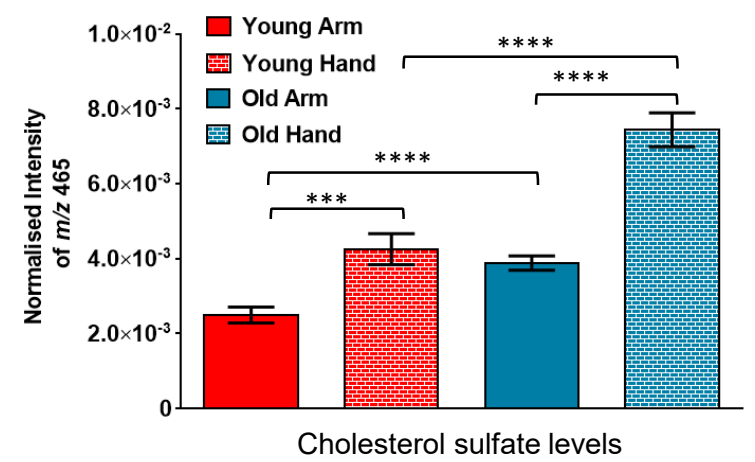 Normalised Intensity
of m/z 465
1.0×10⁻²
8.0×10⁻³
6.0×10⁻³
4.0×10⁻³
2.0×10⁻³
0
Young Arm
Young Hand
Old Arm
Old Hand
****
****
****
***
Cholesterol sulfate levels